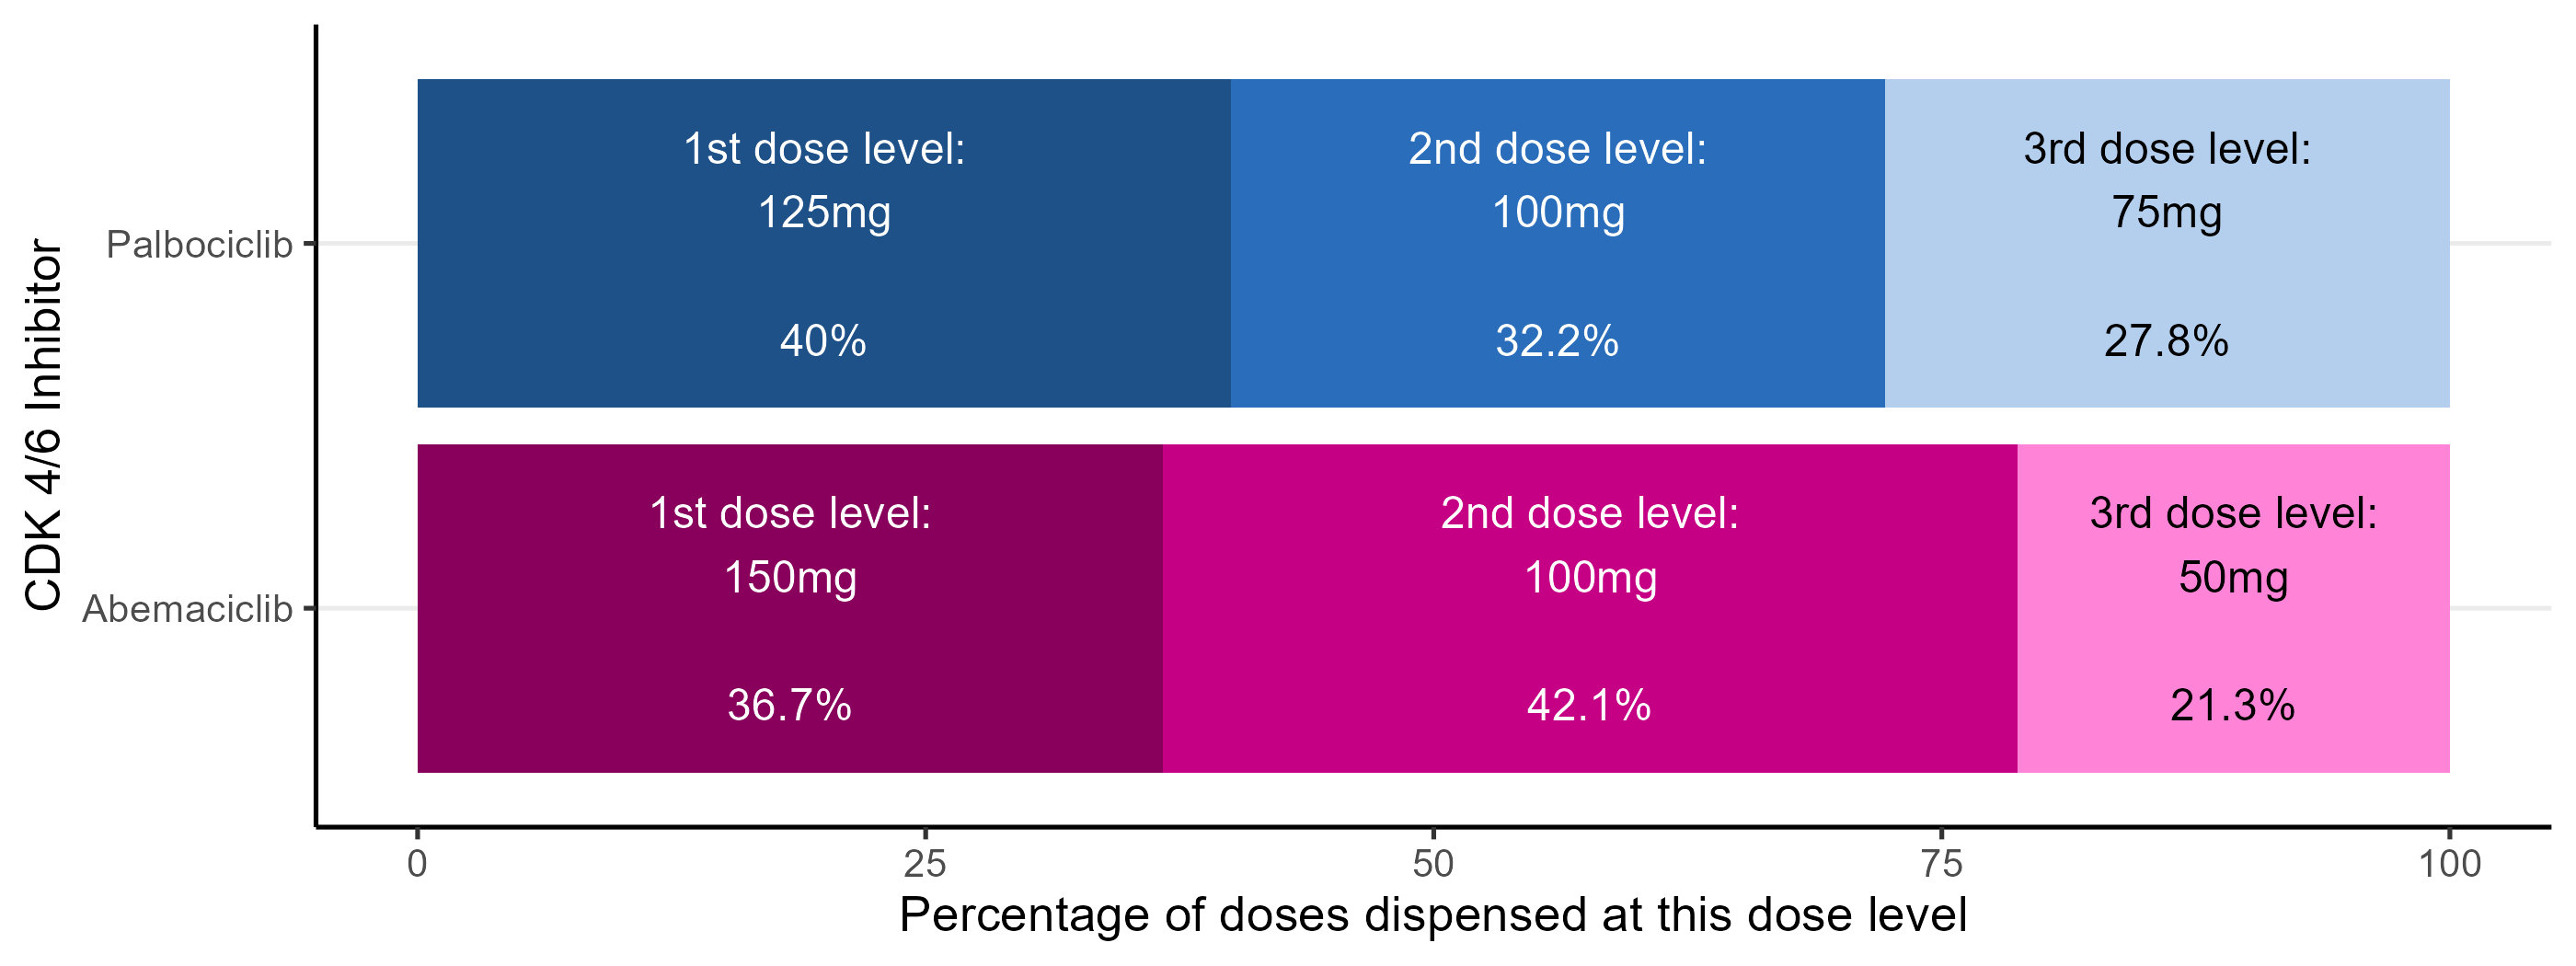 CDK 4/6 Inhibitor
Palbociclib
1st dose level:
125mg
40%
2nd dose level:
100mg
32.2%
3rd dose level:
75mg
27.8%
Abemaciclib
1st dose level:
150mg
36.7%
2nd dose level:
100mg
42.1%
3rd dose level:
50mg
21.3%
0 25 50 75 100
Percentage of doses dispensed at this dose level